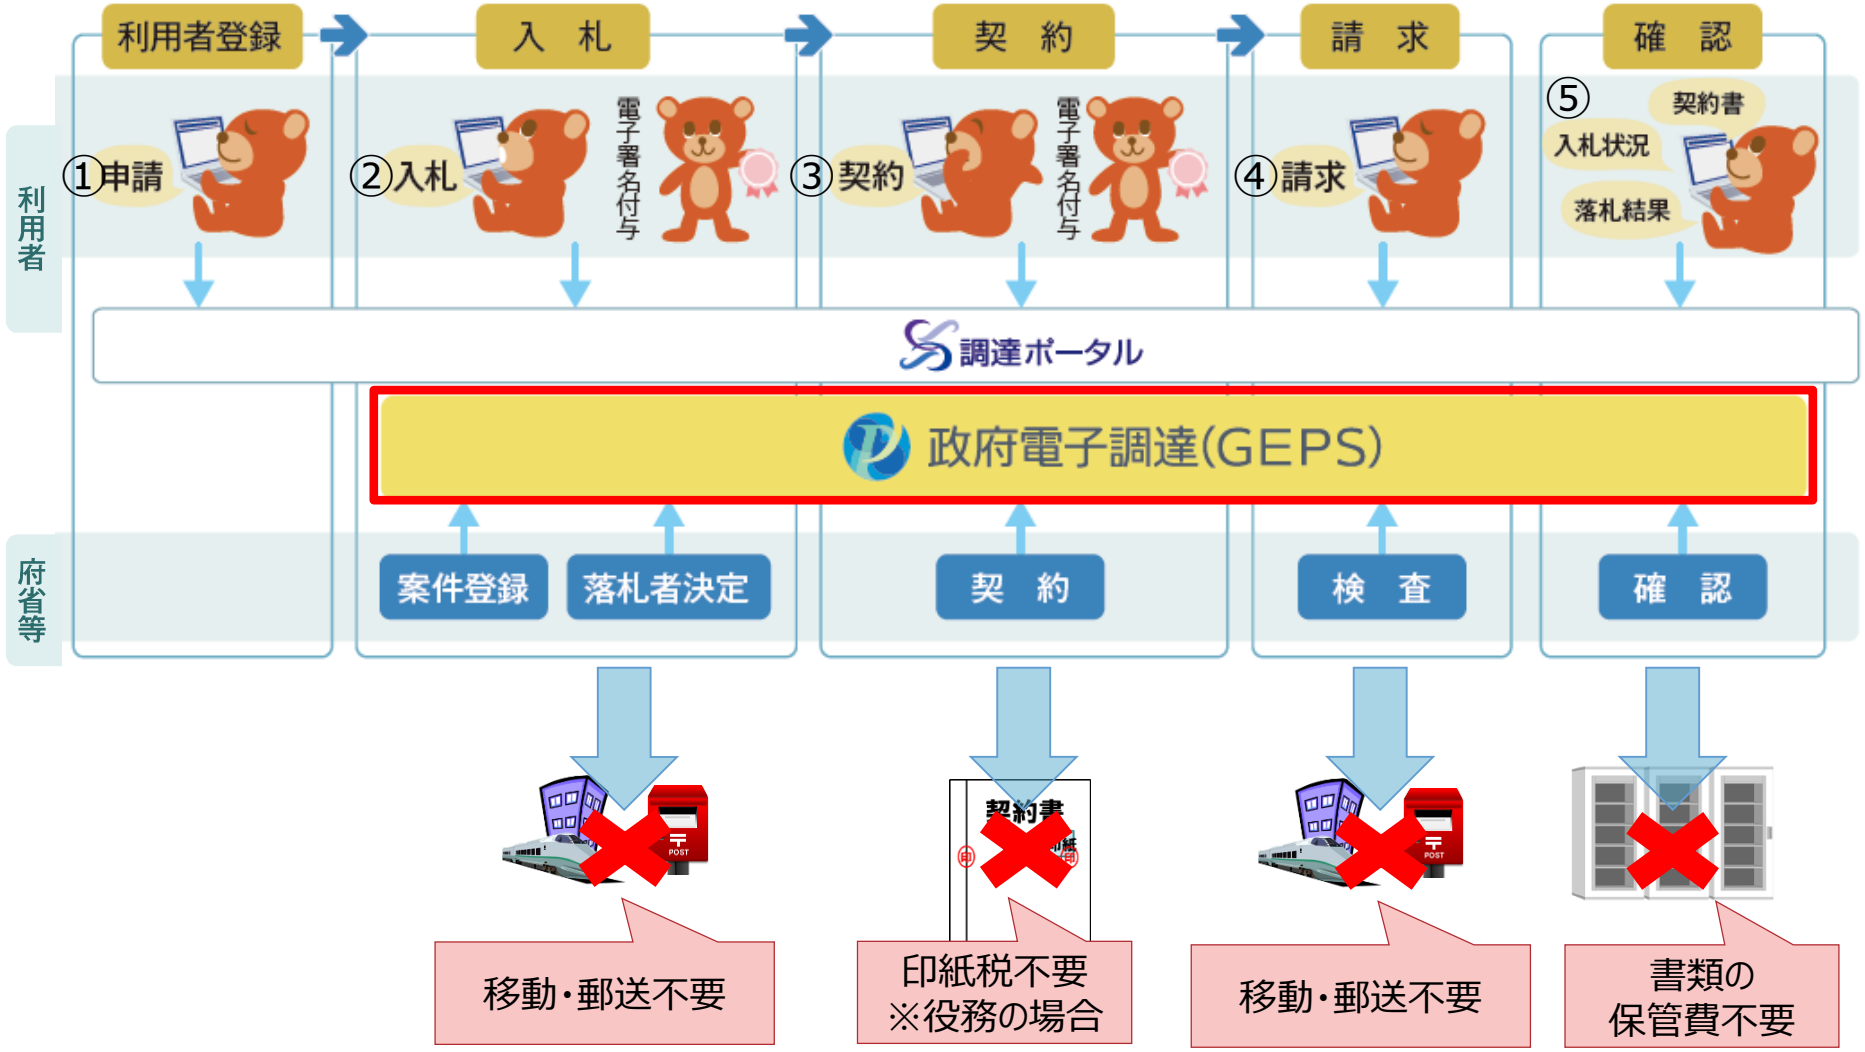 利用者登録
入　札
契　約
請　求
確　認
利用者
①申請
②入札
電子署名付与
③契約
電子署名付与
④請求
⑤
契約書
入札状況
落札結果
調達ポータル
政府電子調達(GEPS)
府省等
案件登録
落札者決定
契　約
検　査
確　認
POST
契約書
印紙
印
印
POST
移動・郵送不要
印紙税不要
※役務の場合
移動・郵送不要
書類の
保管費不要